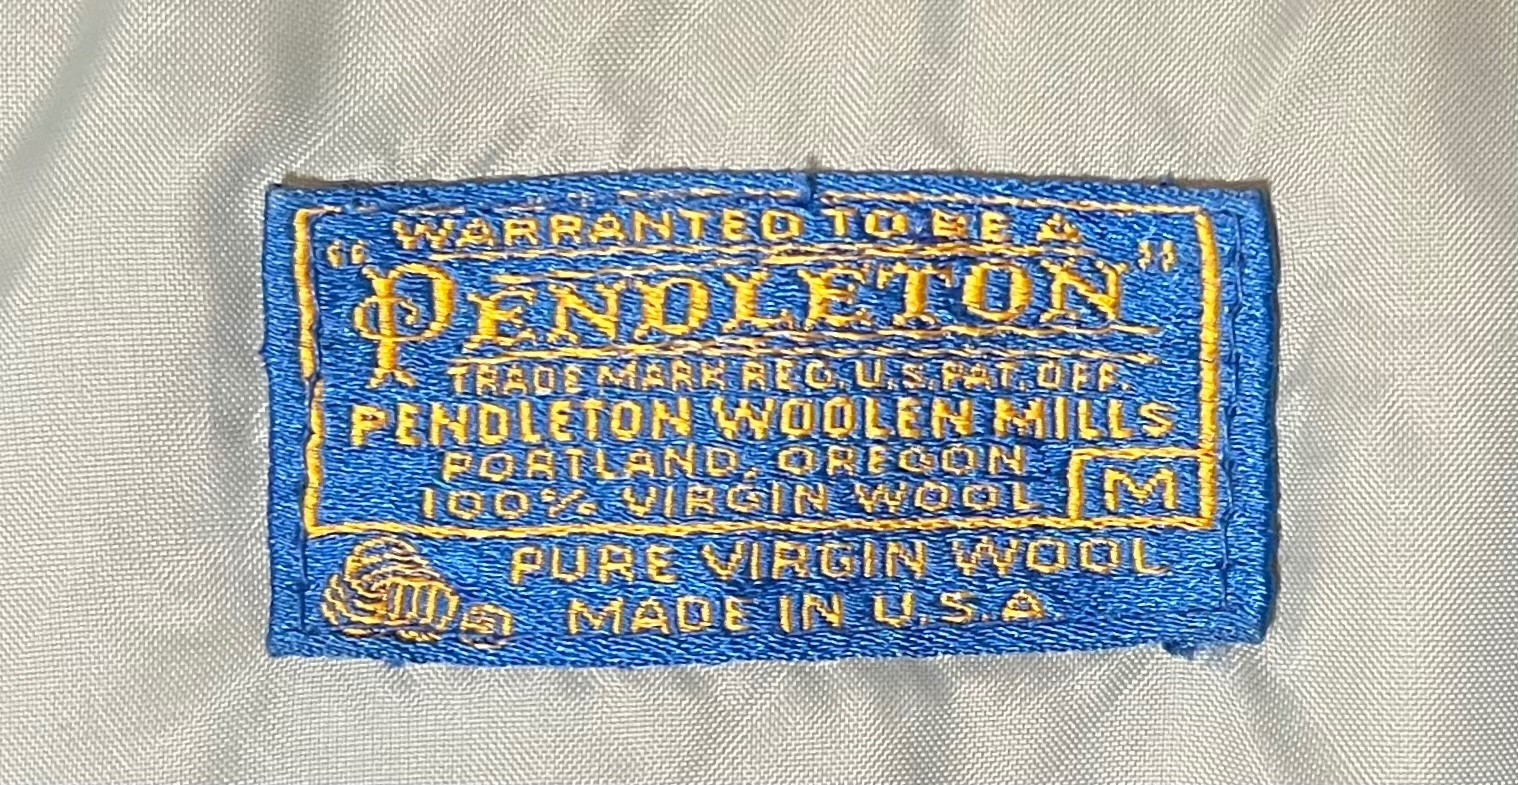 WARRANTED TO BE A
"PENDLETON"
TRADE MARK REG. U.S. PAT. OFF.
PENDLETON WOOLEN MILLS
PORTLAND, OREGON
100% VIRGIN WOOL
M
PURE VIRGIN WOOL
MADE IN U.S.A